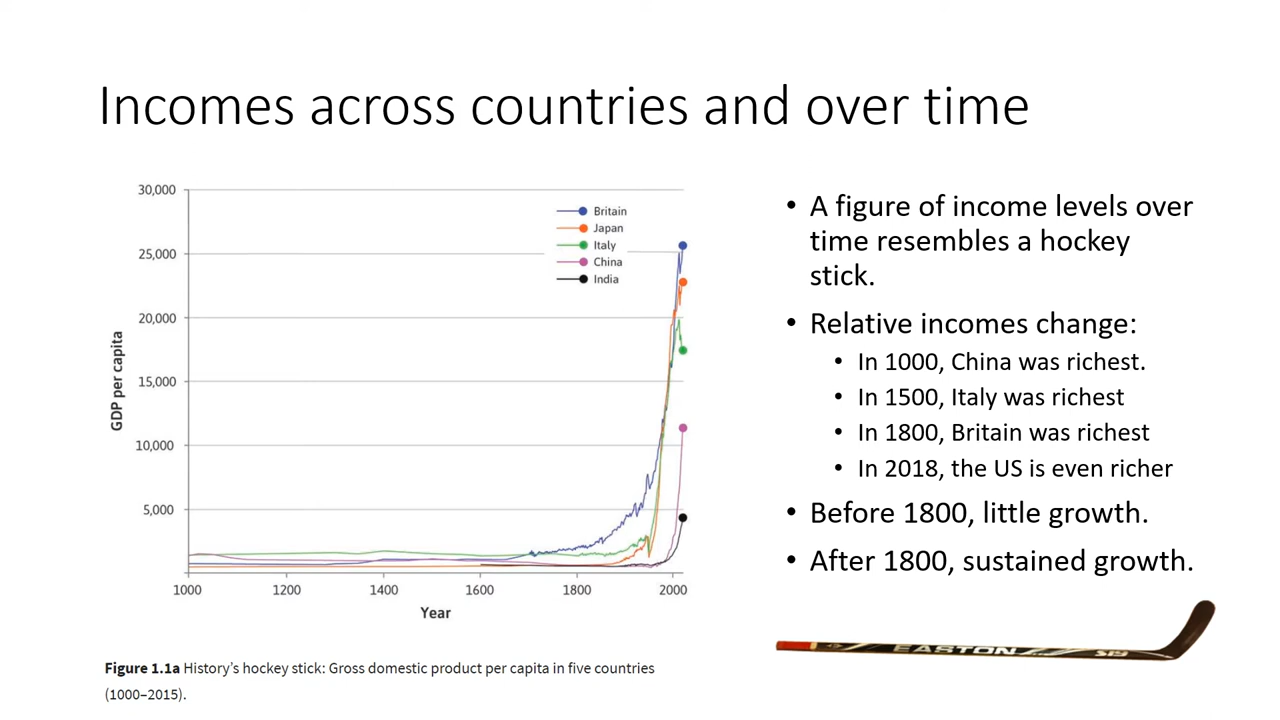 Incomes across countries and over time
30,000
25,000
20,000
15,000
10,000
5,000
GDP per capita
Britain
Japan
Italy
China
India
1000
1200
1400
1600
1800
2000
Year
Figure 1.1a History's hockey stick: Gross domestic product per capita in five countries
(1000–2015).
• A figure of income levels over
time resembles a hockey
stick.
• Relative incomes change:
• In 1000, China was richest.
• In 1500, Italy was richest
• In 1800, Britain was richest
• In 2018, the US is even richer
• Before 1800, little growth.
• After 1800, sustained growth.
EASTON